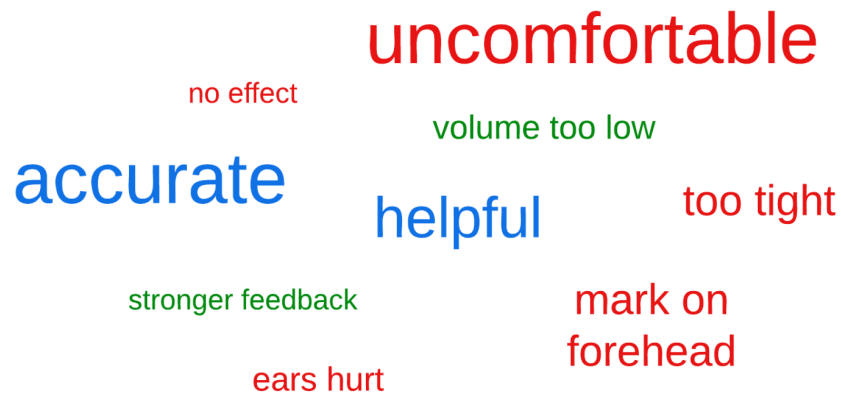 uncomfortable
no effect
volume too low
accurate
helpful
too tight
stronger feedback
mark on
forehead
ears hurt